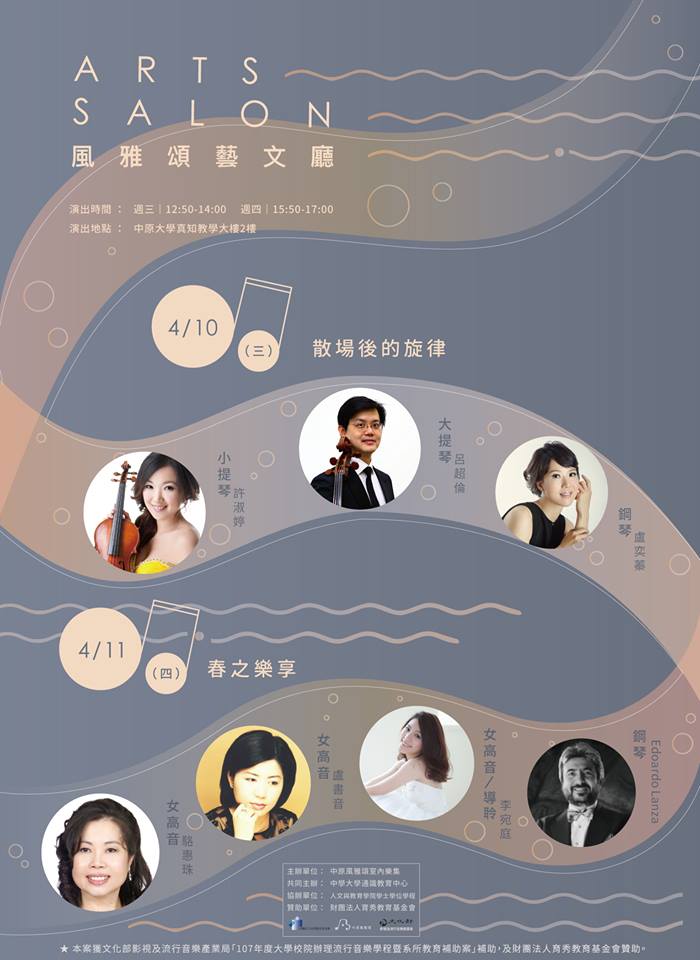 ARTS
SALON
風雅頌藝文廳
演出時間： 週三｜12:50-14:00 週四｜15:50-17:00
演出地點： 中原大學真知教學大樓2樓
4/10
（三）
散場後的旋律
小提琴
許淑婷
大提琴
呂超倫
鋼琴
盧奕蓁
4/11
（四）
春之樂享
女高音
駱惠珠
女高音
盧書音
女高音/導聆
李宛庭
鋼琴
Edoardo Lanza
主辦單位： 中原風雅頌室內樂集
共同主辦： 中學大學通識教育中心
協辦單位： 人文與教育學院學士學位學程
贊助單位： 財團法人育秀教育基金會
文化部
★ 本案獲文化部影視及流行音樂產業局「107年度大學校院辦理流行音樂學程暨系所教育補助案」補助，及財團法人育秀教育基金會贊助。